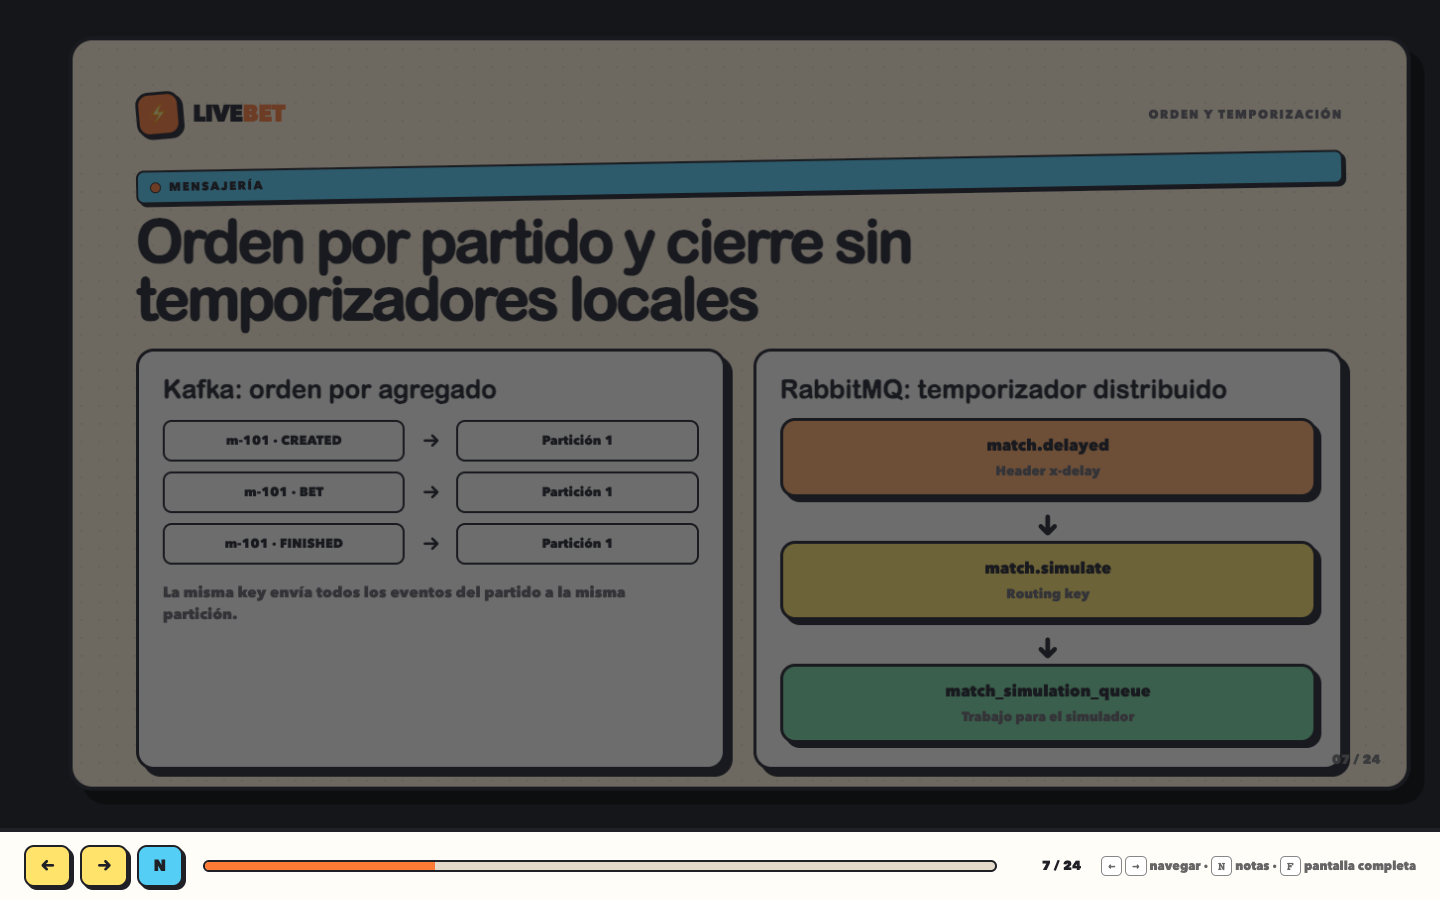 LIVEBET
ORDEN Y TEMPORIZACIÓN
MENSAJERÍA
Orden por partido y cierre sin
temporizadores locales
Kafka: orden por agregado
m-101 · CREATED → Partición 1
m-101 · BET → Partición 1
m-101 · FINISHED → Partición 1
La misma key envía todos los eventos del partido a la misma
partición.
RabbitMQ: temporizador distribuido
match.delayed
Header x-delay
↓
match.simulate
Routing key
↓
match_simulation_queue
Trabajo para el simulador
07 / 24
← → N
7 / 24
← → navegar · N notas · F pantalla completa